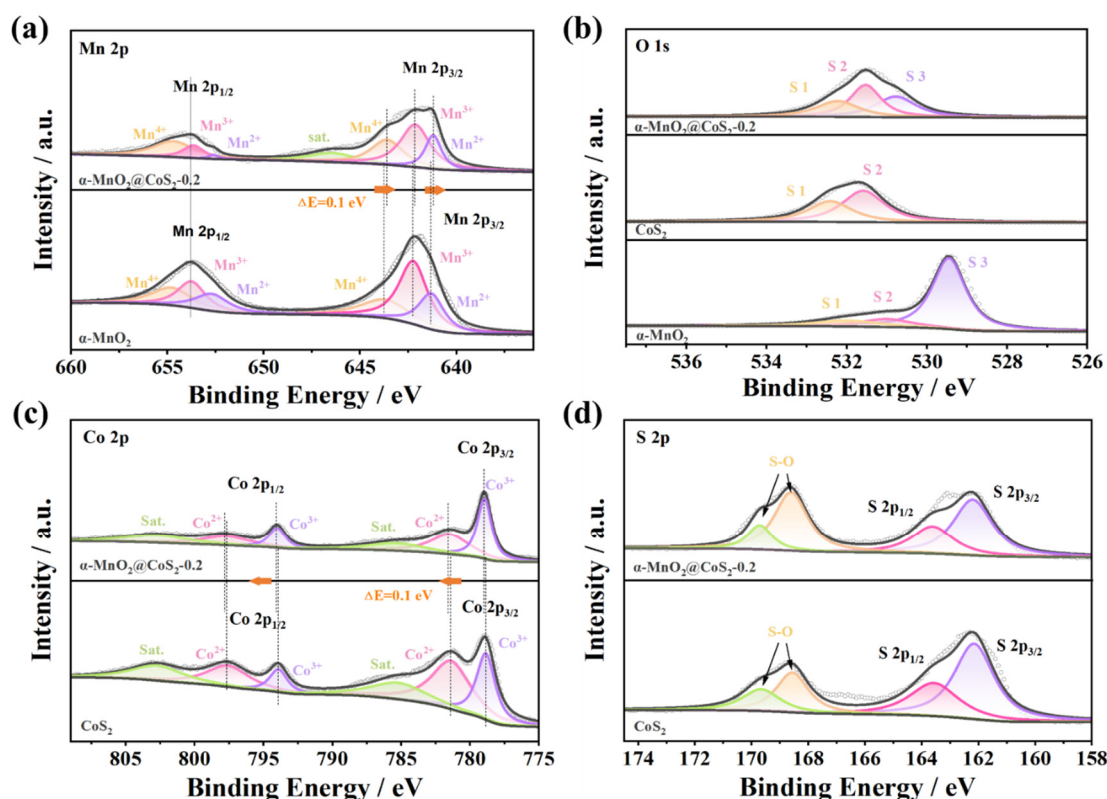 (a)
Mn 2p
Mn 2p1/2
Mn 2p3/2
Mn4+
Mn3+
Mn2+
sat.
Mn4+
Mn3+
Mn2+
α-MnO2@CoS2-0.2
ΔE=0.1 eV
Mn 2p1/2
Mn 2p3/2
Mn4+
Mn3+
Mn2+
Mn4+
Mn3+
Mn2+
α-MnO2
660 655 650 645 640
Binding Energy / eV
Intensity / a.u.
(b)
O 1s
S 1
S 2
S 3
α-MnO2@CoS2-0.2
S 1
S 2
CoS2
S 1
S 2
S 3
α-MnO2
536 534 532 530 528 526
Binding Energy / eV
Intensity / a.u.
(c)
Co 2p
Co 2p1/2
Co 2p3/2
Sat.
Co2+
Co3+
Sat.
Co2+
Co3+
α-MnO2@CoS2-0.2
ΔE=0.1 eV
Co 2p1/2
Co 2p3/2
Sat.
Co2+
Co3+
Sat.
Co2+
Co3+
CoS2
805 800 795 790 785 780 775
Binding Energy / eV
Intensity / a.u.
(d)
S 2p
S-O
S 2p1/2
S 2p3/2
α-MnO2@CoS2-0.2
S-O
S 2p1/2
S 2p3/2
CoS2
174 172 170 168 166 164 162 160 158
Binding Energy / eV
Intensity / a.u.